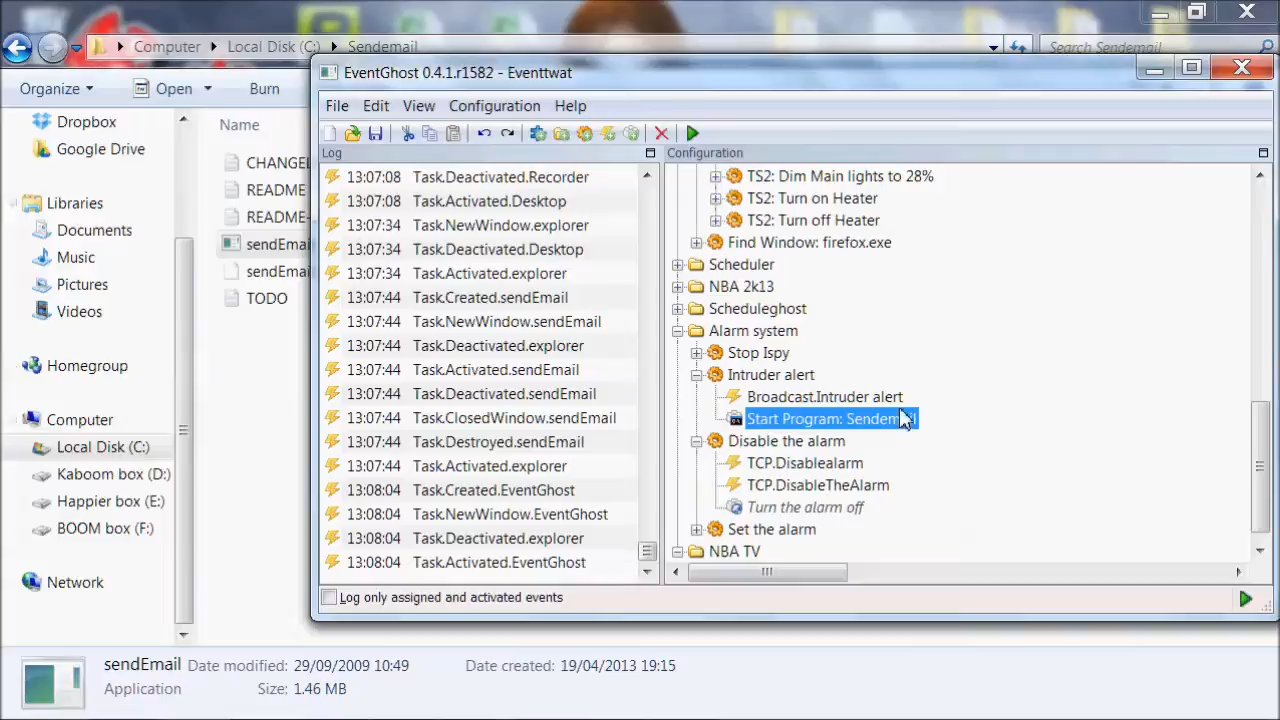 Computer
Local Disk (C:)
Sendemail
Search Sendemail
Organize
Open
Burn
Dropbox
Google Drive
Libraries
Documents
Music
Pictures
Videos
Homegroup
Computer
Local Disk (C:)
Kaboom box (D:)
Happier box (E:)
BOOM box (F:)
Network
Name
CHANGEL
README
README-
sendEmai
sendEmai
TODO
EventGhost 0.4.1.r1582 - Eventtwat
File Edit View Configuration Help
Log
13:07:08 Task.Deactivated.Recorder
13:07:08 Task.Activated.Desktop
13:07:34 Task.NewWindow.explorer
13:07:34 Task.Deactivated.Desktop
13:07:34 Task.Activated.explorer
13:07:44 Task.Created.sendEmail
13:07:44 Task.NewWindow.sendEmail
13:07:44 Task.Deactivated.explorer
13:07:44 Task.Activated.sendEmail
13:07:44 Task.Deactivated.sendEmail
13:07:44 Task.ClosedWindow.sendEmail
13:07:44 Task.Destroyed.sendEmail
13:07:44 Task.Activated.explorer
13:08:04 Task.Created.EventGhost
13:08:04 Task.NewWindow.EventGhost
13:08:04 Task.Deactivated.explorer
13:08:04 Task.Activated.EventGhost
Configuration
TS2: Dim Main lights to 28%
TS2: Turn on Heater
TS2: Turn off Heater
Find Window: firefox.exe
Scheduler
NBA 2k13
Scheduleghost
Alarm system
Stop Ispy
Intruder alert
Broadcast.Intruder alert
Start Program: Sendemail
Disable the alarm
TCP.Disablealarm
TCP.DisableTheAlarm
Turn the alarm off
Set the alarm
NBA TV
Log only assigned and activated events
sendEmail Date modified: 29/09/2009 10:49 Date created: 19/04/2013 19:15
Application Size: 1.46 MB